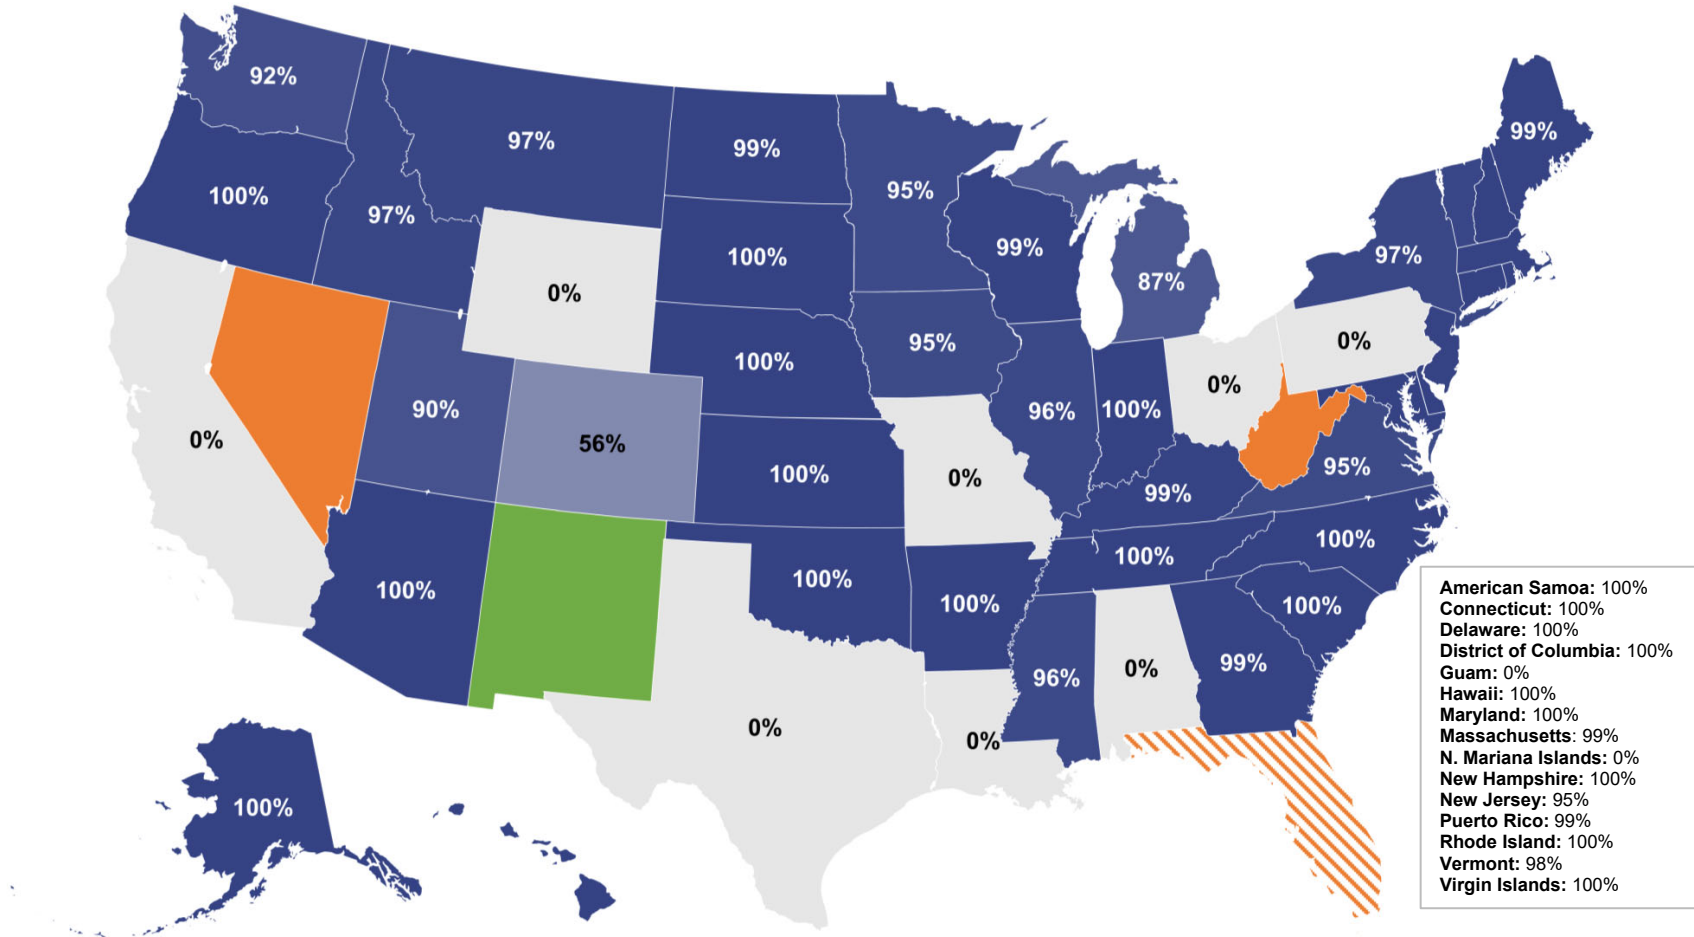 92%
97%
99%
95%
99%
100%
97%
100%
99%
97%
87%
0%
0%
100%
95%
0%
90%
56%
0%
100%
96%
100%
0%
95%
100%
0%
99%
100%
100%
100%
100%
100%
100%
99%
0%
96%
0%
0%
100%
American Samoa: 100%
Connecticut: 100%
Delaware: 100%
District of Columbia: 100%
Guam: 0%
Hawaii: 100%
Maryland: 100%
Massachusetts: 99%
N. Mariana Islands: 0%
New Hampshire: 100%
New Jersey: 95%
Puerto Rico: 99%
Rhode Island: 100%
Vermont: 98%
Virgin Islands: 100%